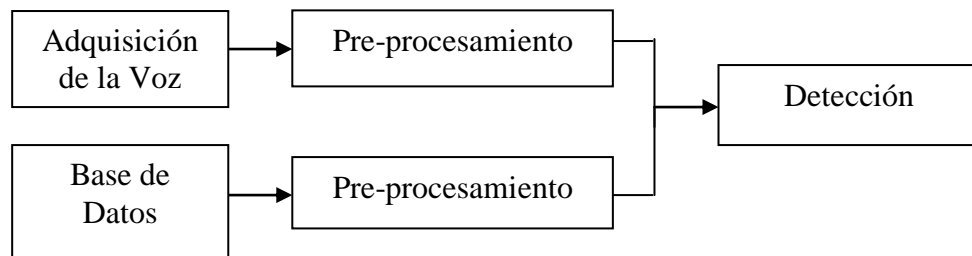 Adquisición
de la Voz
Pre-procesamiento
Detección
Base de
Datos
Pre-procesamiento